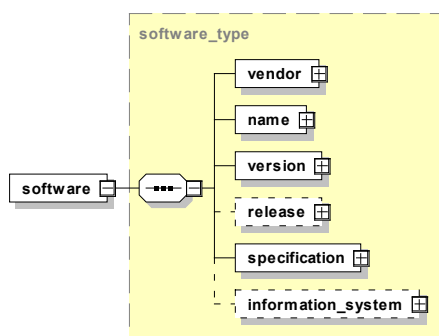 software_type
vendor
name
version
software
release
specification
information_system